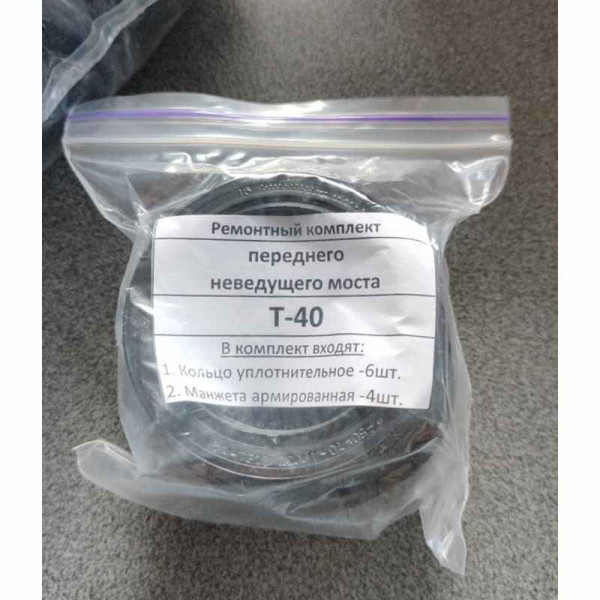 Ремонтный комплект
переднего
неведущего моста
Т-40
В комплект входят:
1. Кольцо уплотнительное -6шт.
2. Манжета армированная -4шт.